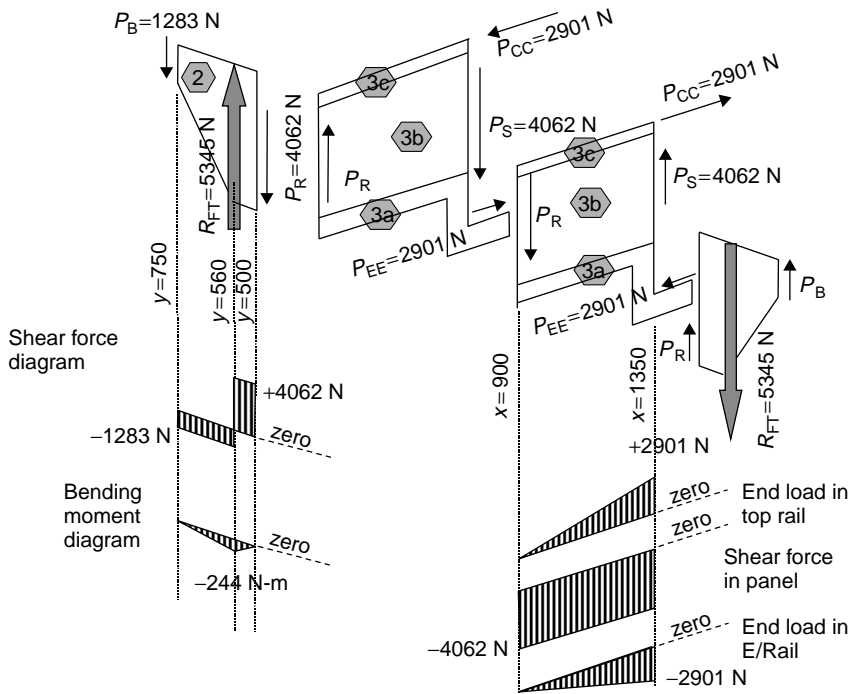 P_B=1283 N
2
R_FT=5345 N
y=750
y=560
y=500
P_R=4062 N
3c
3b
3a
P_R
P_CC=2901 N
P_S=4062 N
P_EE=2901 N
P_CC=2901 N
3c
3b
3a
P_R
P_S=4062 N
P_EE=2901 N
P_B
P_R
R_FT=5345 N
x=900
x=1350
Shear force
diagram
+4062 N
−1283 N
zero
Bending
moment
diagram
zero
−244 N-m
+2901 N
zero
End load in
top rail
zero
Shear force
in panel
−4062 N
zero
End load in
E/Rail
−2901 N